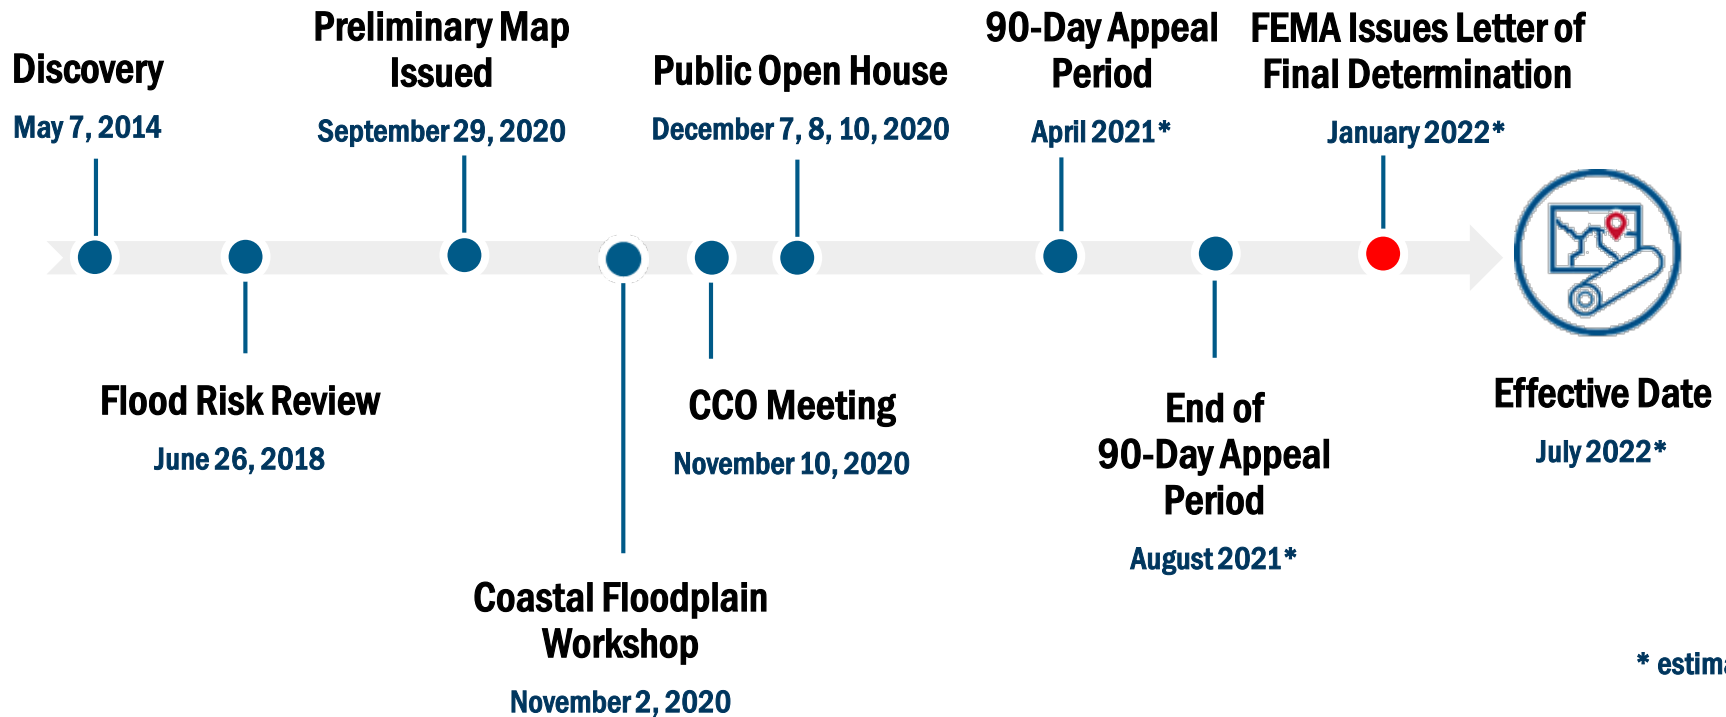 Discovery
May 7, 2014
Preliminary Map
Issued
September 29, 2020
Public Open House
December 7, 8, 10, 2020
90-Day Appeal
Period
April 2021*
FEMA Issues Letter of
Final Determination
January 2022*
Flood Risk Review
June 26, 2018
Coastal Floodplain
Workshop
November 2, 2020
CCO Meeting
November 10, 2020
End of
90-Day Appeal
Period
August 2021*
Effective Date
July 2022*
*